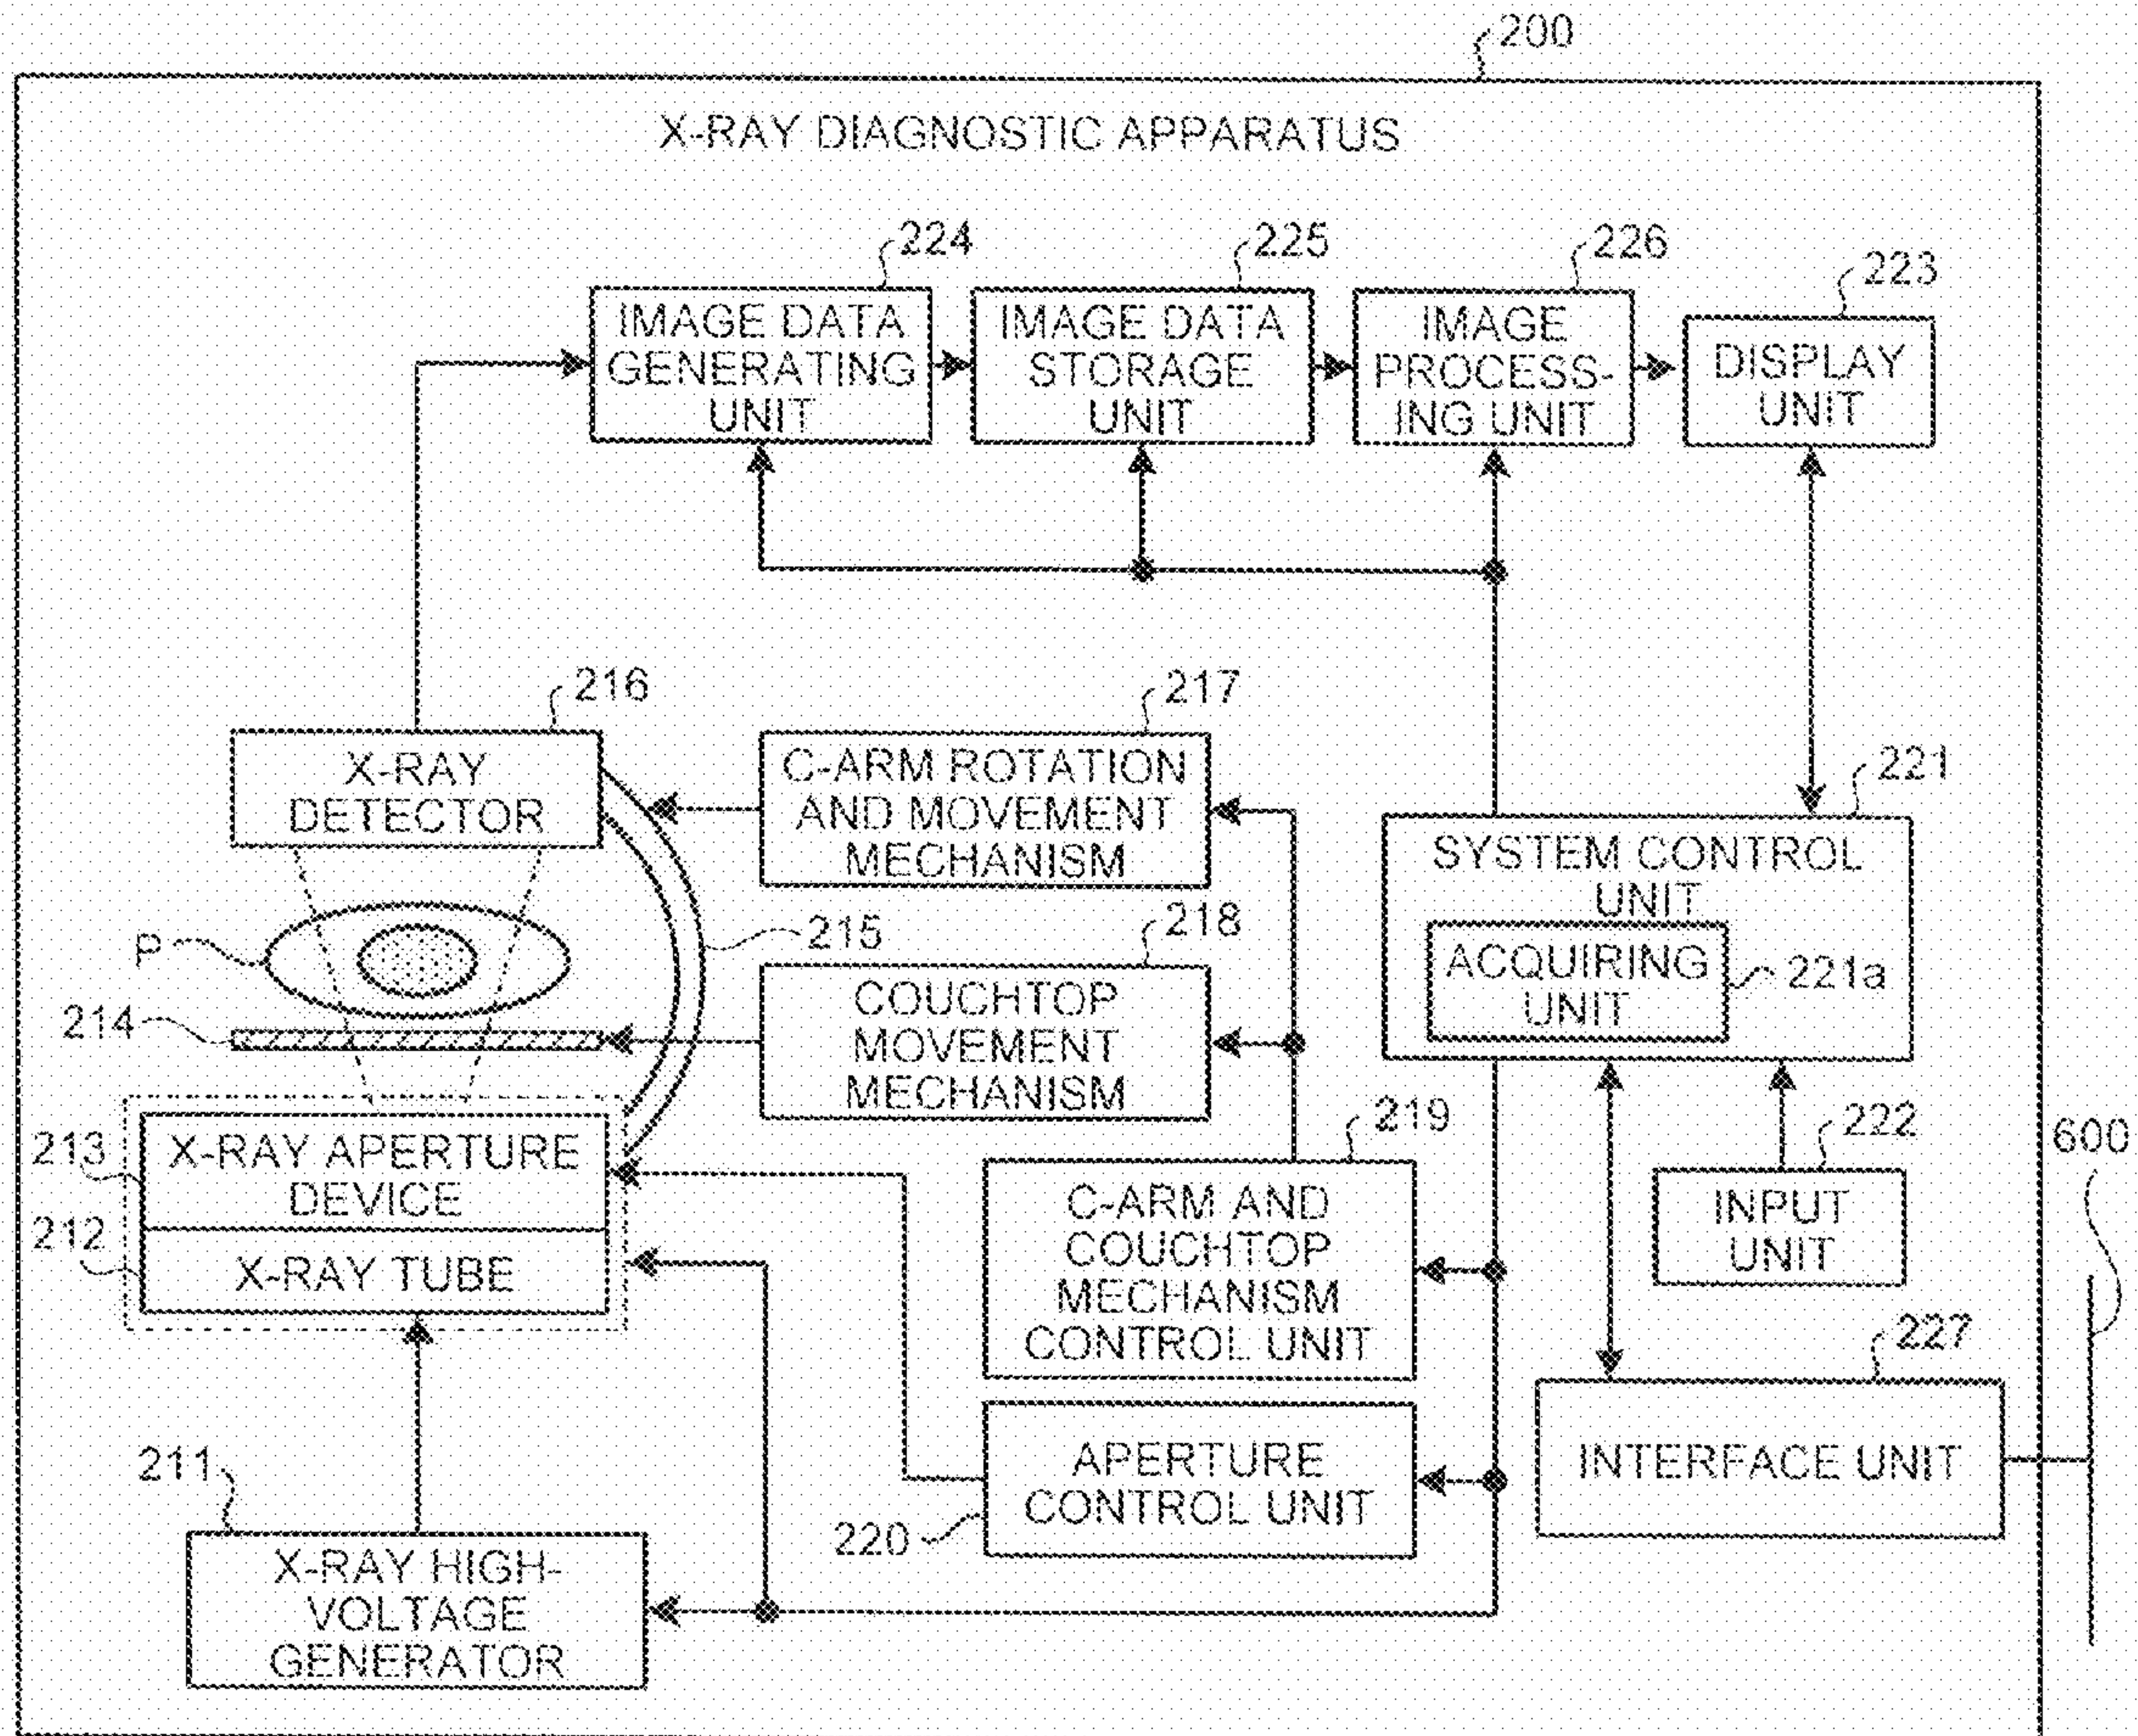 200
X-RAY DIAGNOSTIC APPARATUS
224
225
226
223
IMAGE DATA
GENERATING
UNIT
IMAGE DATA
STORAGE
UNIT
IMAGE
PROCESS-
ING UNIT
DISPLAY
UNIT
216
217
221
X-RAY
DETECTOR
C-ARM ROTATION
AND MOVEMENT
MECHANISM
SYSTEM CONTROL
UNIT
ACQUIRING
UNIT
221a
P
215
218
214
COUCHTOP
MOVEMENT
MECHANISM
213
X-RAY APERTURE
DEVICE
212
X-RAY TUBE
219
C-ARM AND
COUCHTOP
MECHANISM
CONTROL UNIT
222
INPUT
UNIT
600
227
INTERFACE UNIT
211
X-RAY HIGH-
VOLTAGE
GENERATOR
220
APERTURE
CONTROL UNIT